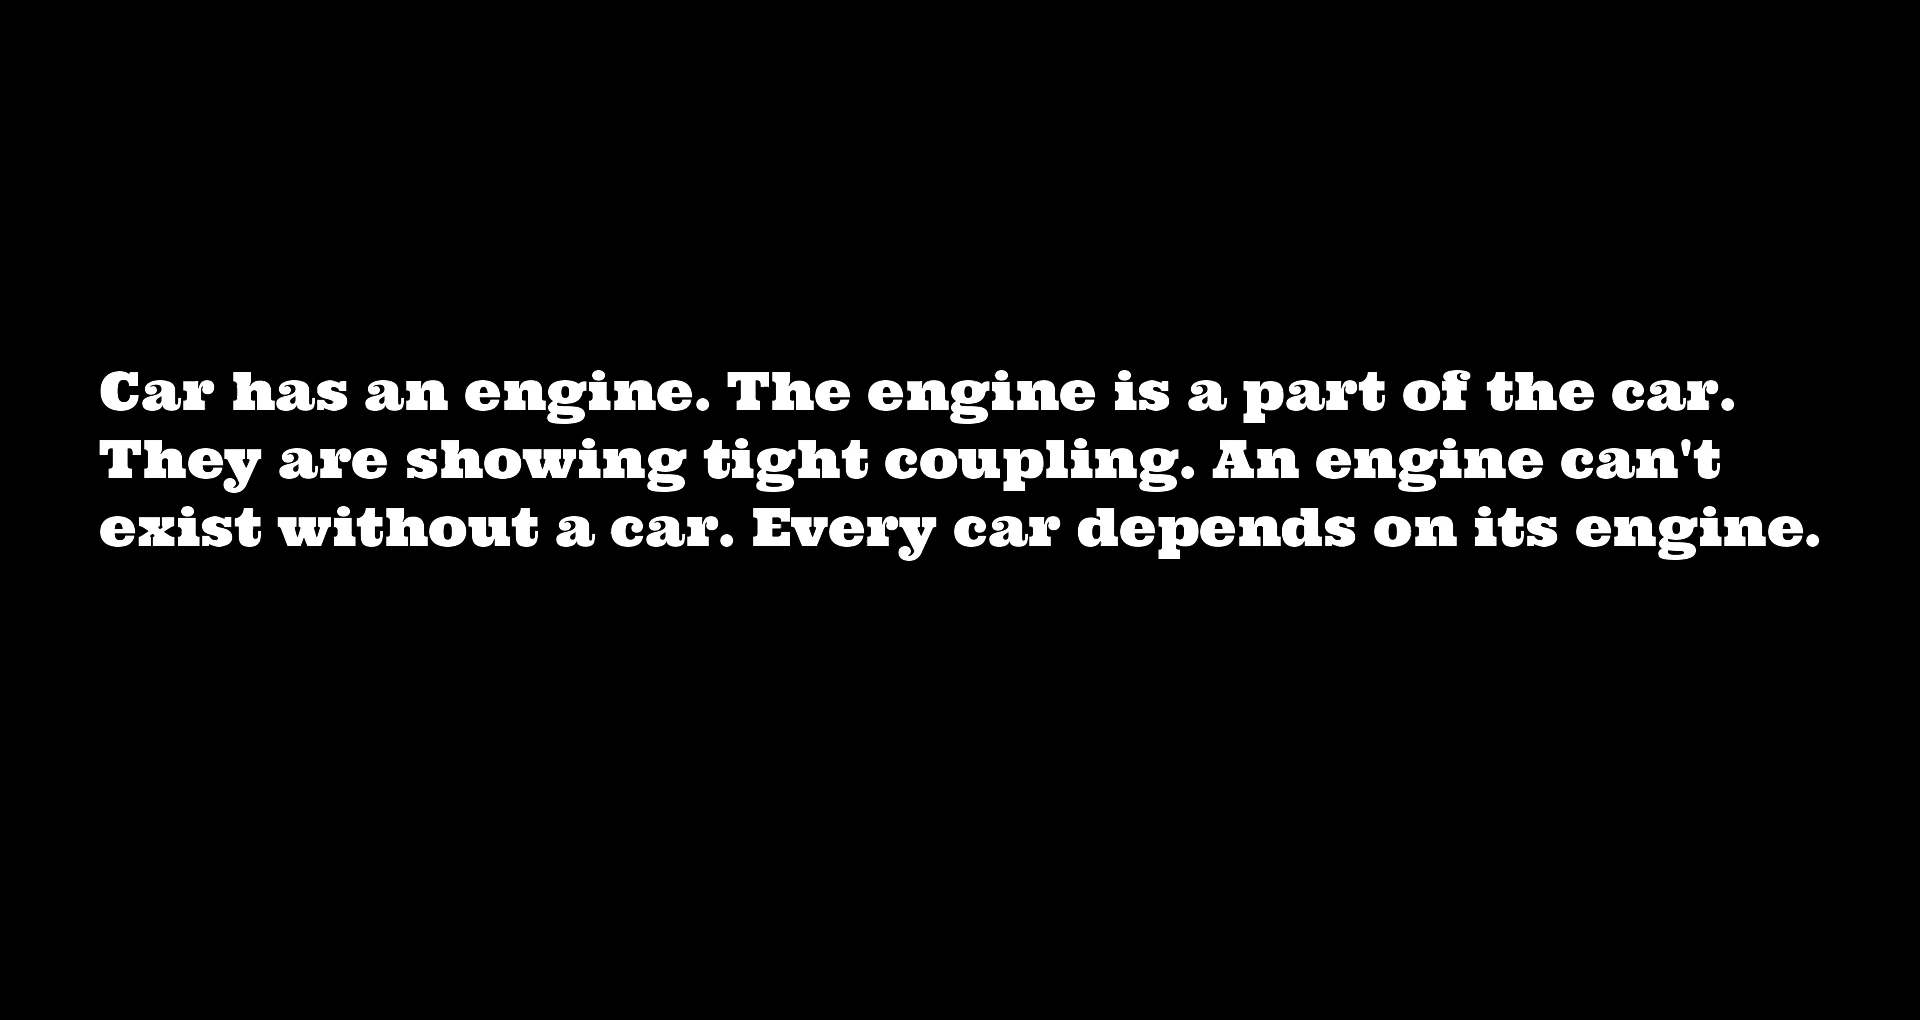 Car has an engine. The engine is a part of the car.
They are showing tight coupling. An engine can't
exist without a car. Every car depends on its engine.